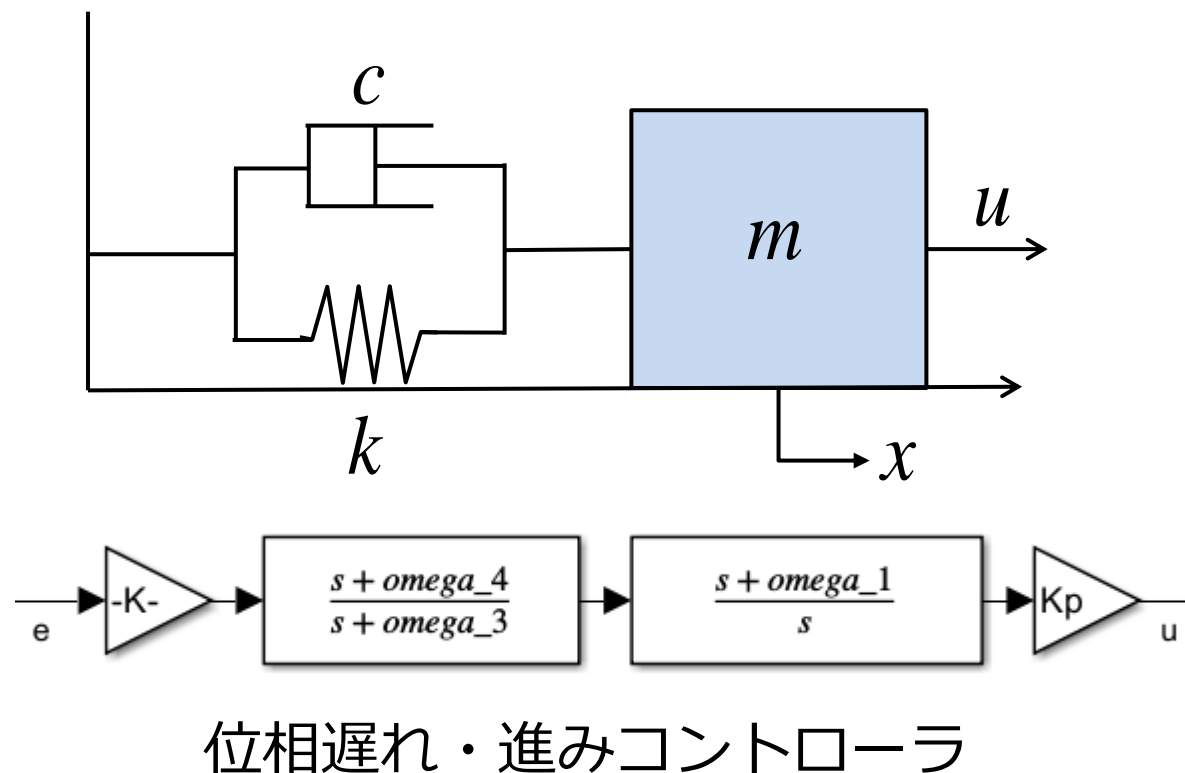 c
m
u
k
x
-K-
s + omega_4
s + omega_3
s + omega_1
s
Kp
e
u
位相遅れ・進みコントローラ